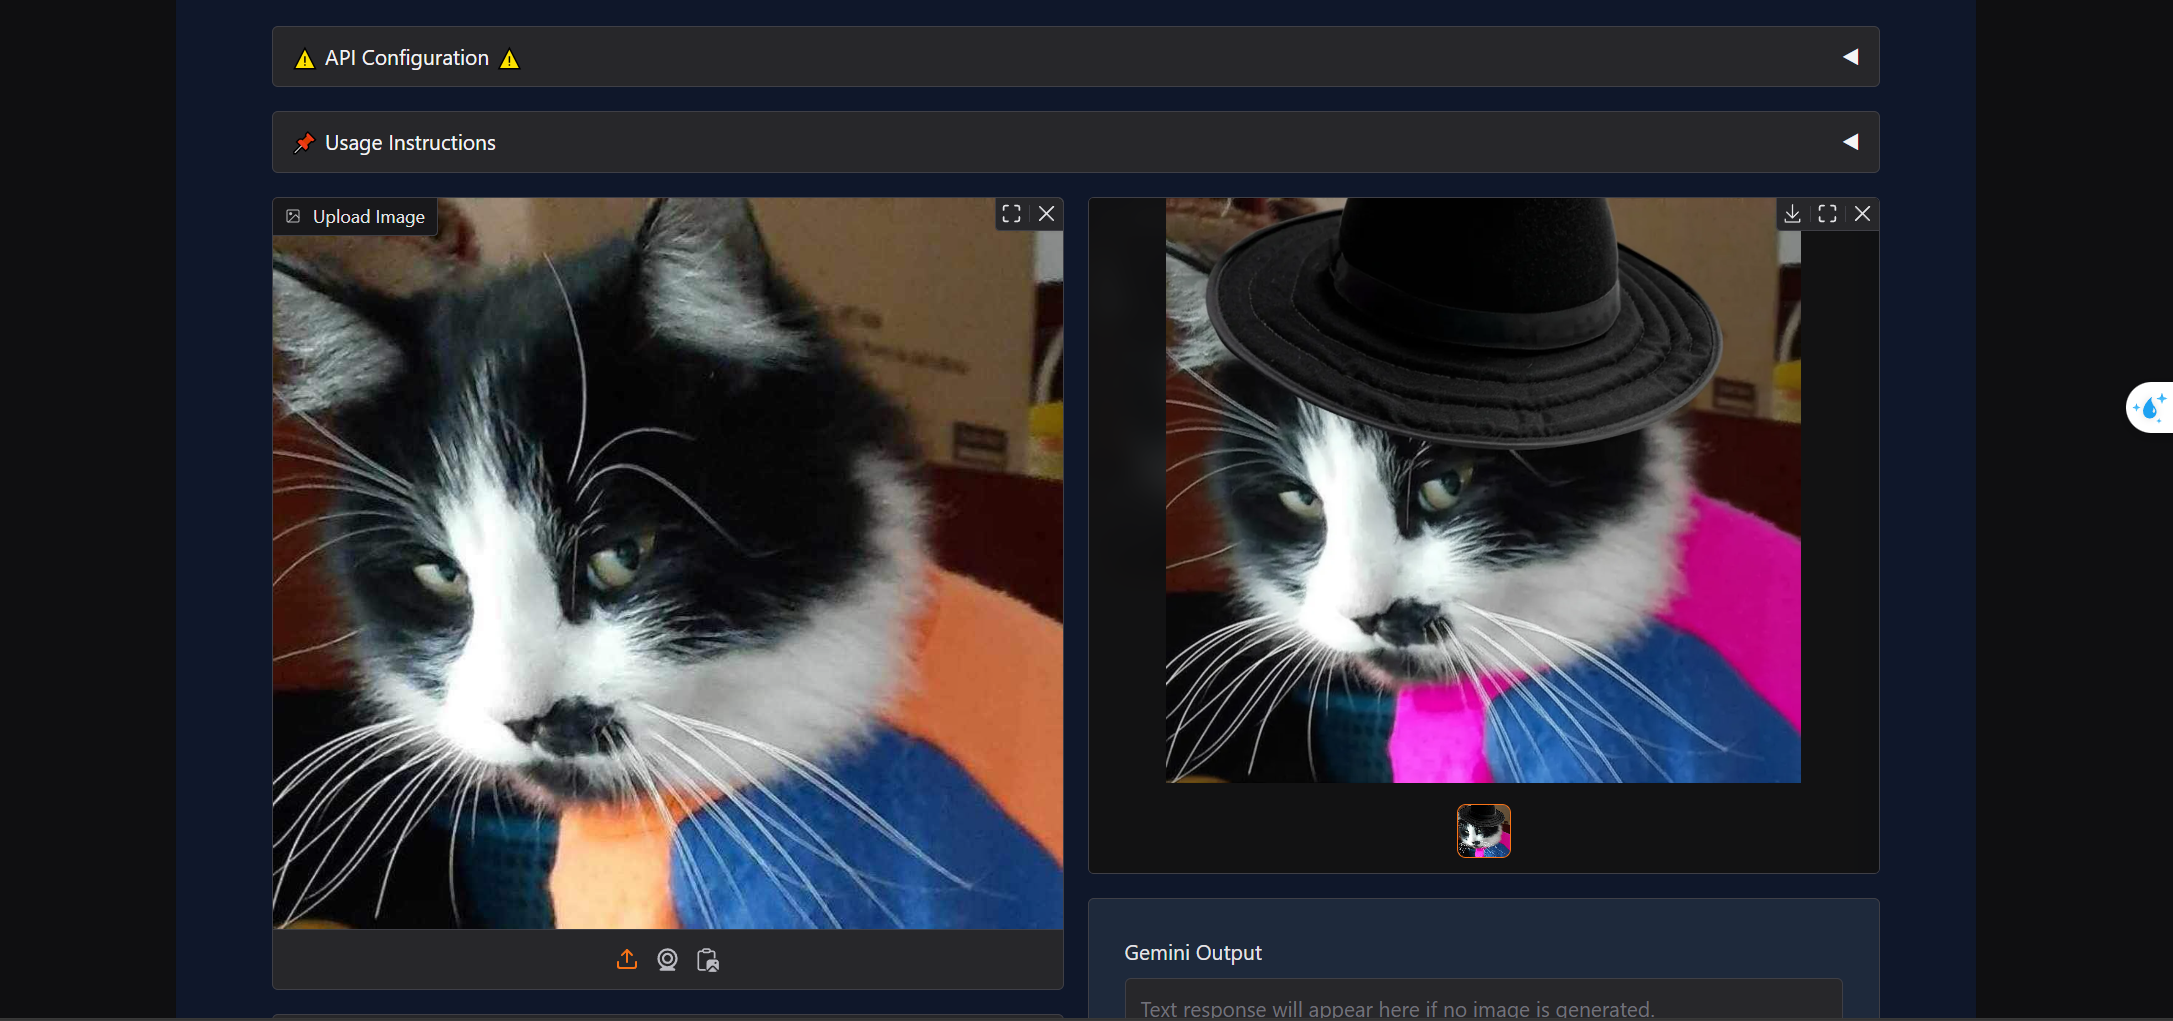 API Configuration
Usage Instructions
Upload Image
Gemini Output
Text response will appear here if no image is generated.